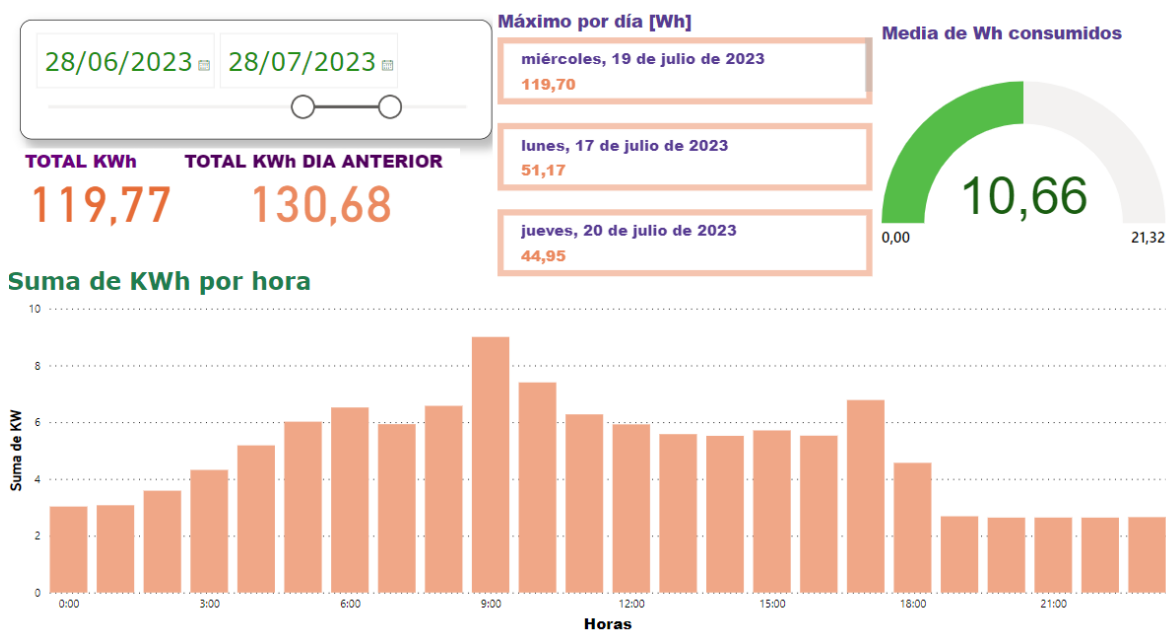 28/06/2023 28/07/2023
TOTAL KWh
119,77
TOTAL KWh DIA ANTERIOR
130,68
Máximo por día [Wh]
miércoles, 19 de julio de 2023
119,70
lunes, 17 de julio de 2023
51,17
jueves, 20 de julio de 2023
44,95
Media de Wh consumidos
10,66
0,00 21,32
Suma de KWh por hora
Suma de KW
10
8
6
4
2
0
0:00 3:00 6:00 9:00 12:00 15:00 18:00 21:00
Horas